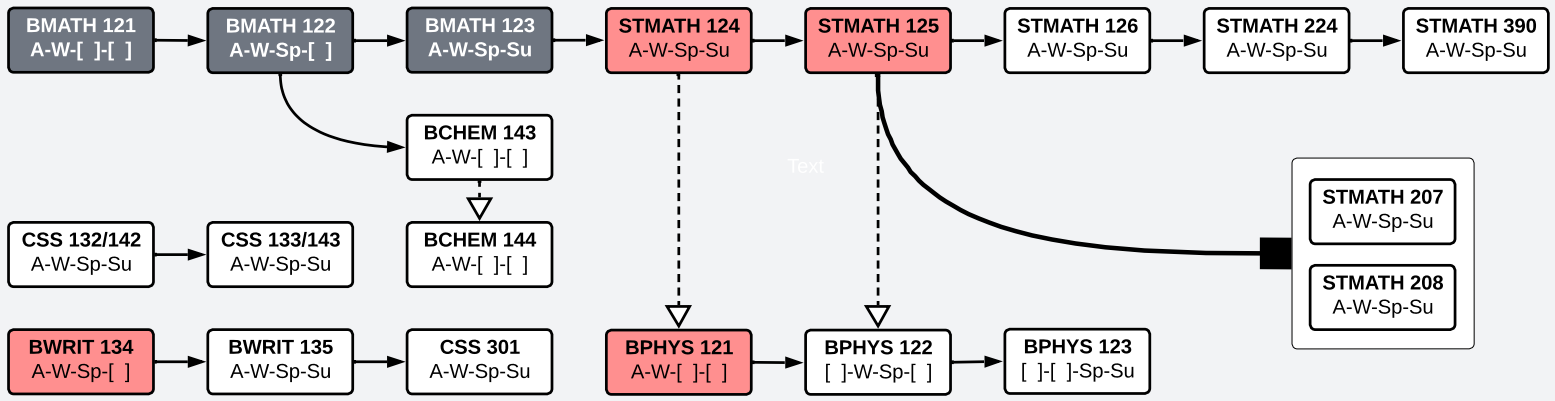 BMATH 121
A-W-[  ]-[  ]
BMATH 122
A-W-Sp-[  ]
BMATH 123
A-W-Sp-Su
STMATH 124
A-W-Sp-Su
STMATH 125
A-W-Sp-Su
STMATH 126
A-W-Sp-Su
STMATH 224
A-W-Sp-Su
STMATH 390
A-W-Sp-Su
BCHEM 143
A-W-[  ]-[  ]
Text
STMATH 207
A-W-Sp-Su
CSS 132/142
A-W-Sp-Su
CSS 133/143
A-W-Sp-Su
BCHEM 144
A-W-[  ]-[  ]
STMATH 208
A-W-Sp-Su
BWRIT 134
A-W-Sp-[  ]
BWRIT 135
A-W-Sp-Su
CSS 301
A-W-Sp-Su
BPHYS 121
A-W-[  ]-[  ]
BPHYS 122
[  ]-W-Sp-[  ]
BPHYS 123
[  ]-[  ]-Sp-Su